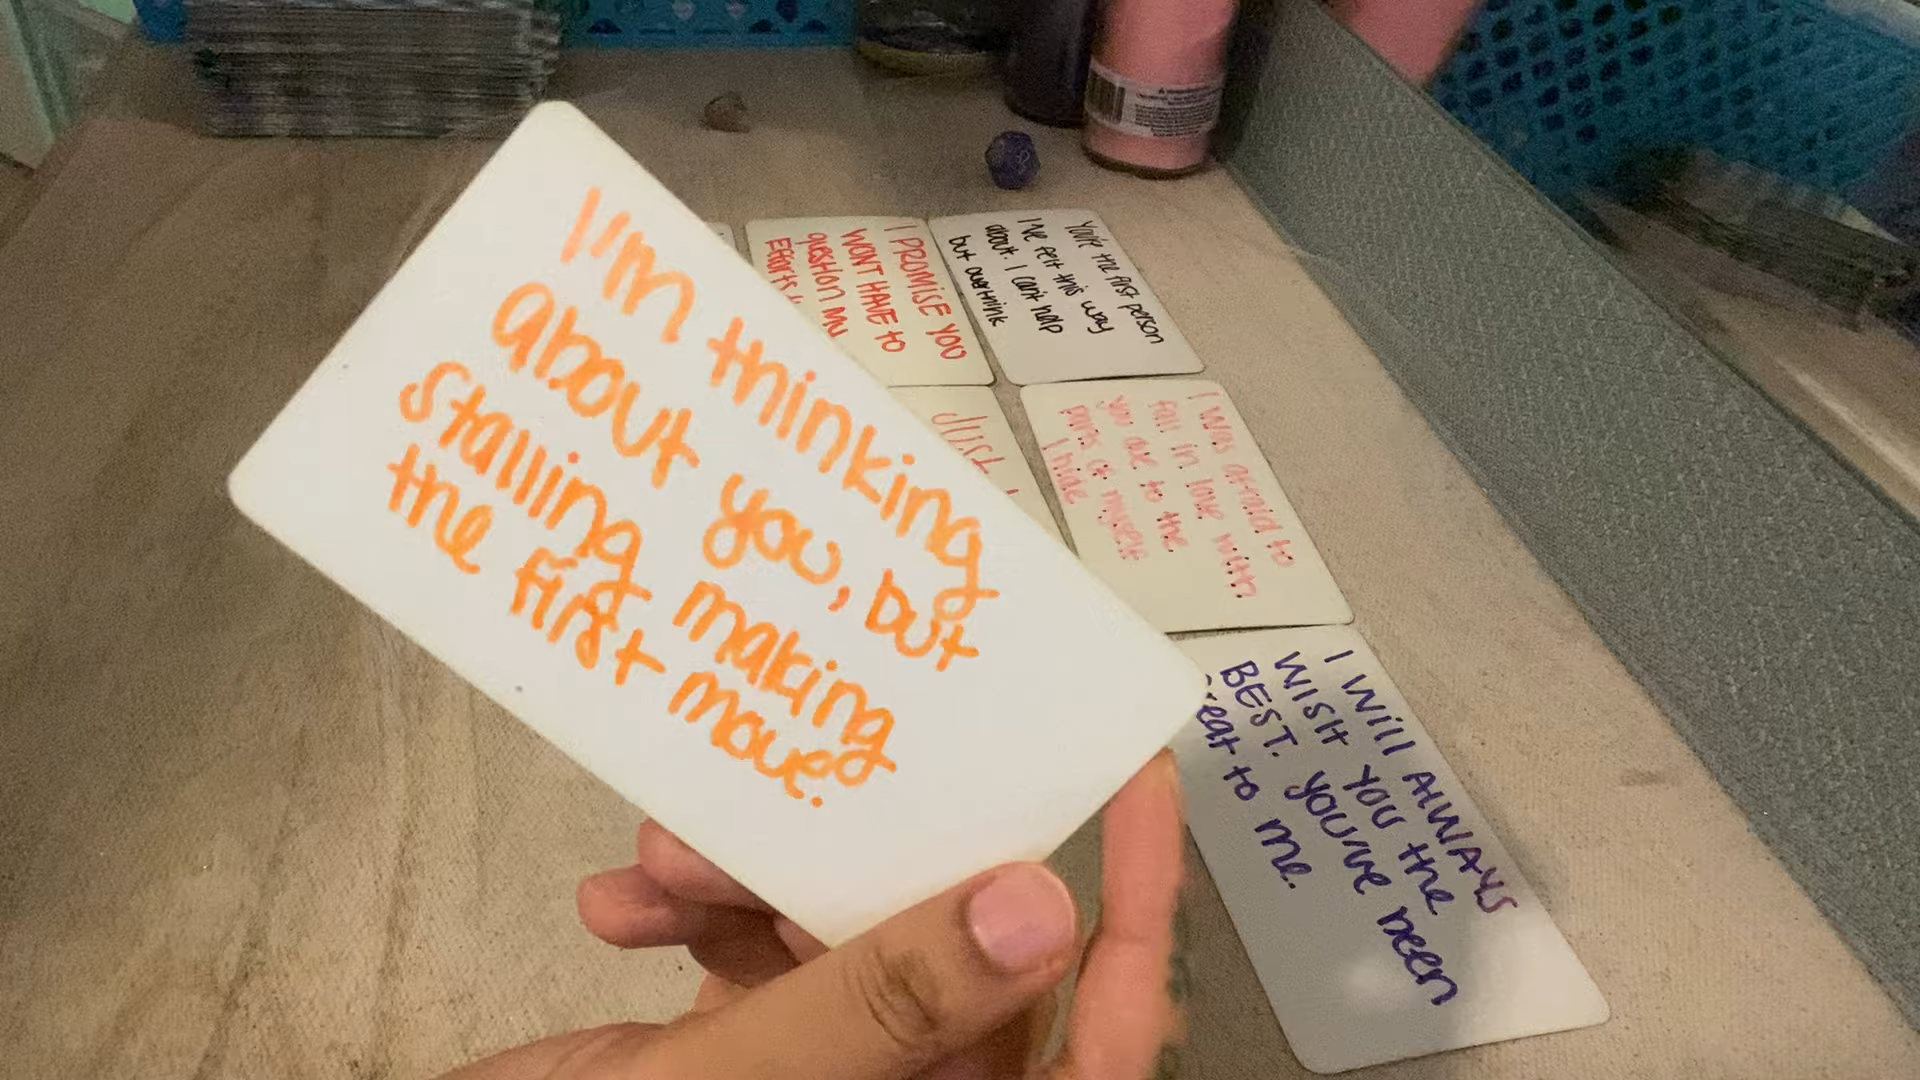 I'm thinking
about you, but
stalling making
the first move.
I PROMISE YOU
WONT HAVE TO
question my
Efforts
You're the first person
I've felt this way
about. I can't help
but overthink
Just
I was afraid to
fall in love with
you due to the
parts of myself
I hide
I will ALWAYS
WISH YOU the
BEST. you've been
to me.